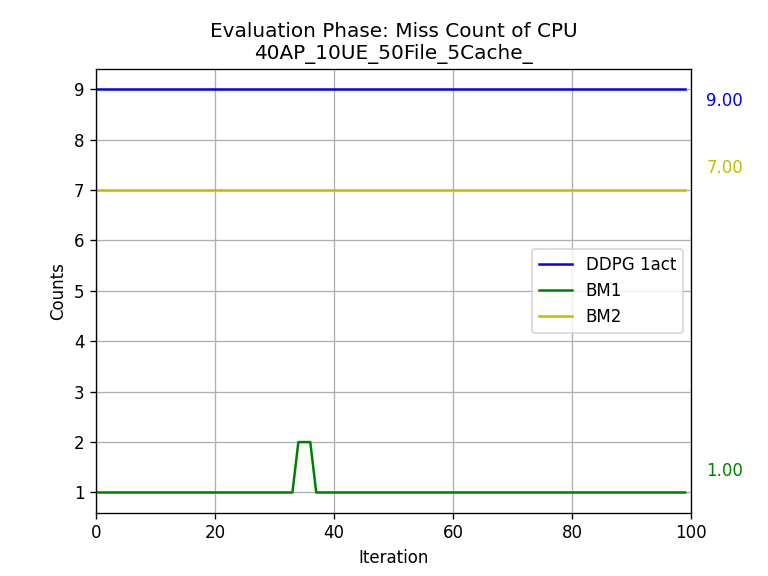 Evaluation Phase: Miss Count of CPU
40AP_10UE_50File_5Cache_
9
8
7
6
5
4
3
2
1
Counts
0
20
40
60
80
100
Iteration
DDPG 1act
BM1
BM2
9.00
7.00
1.00